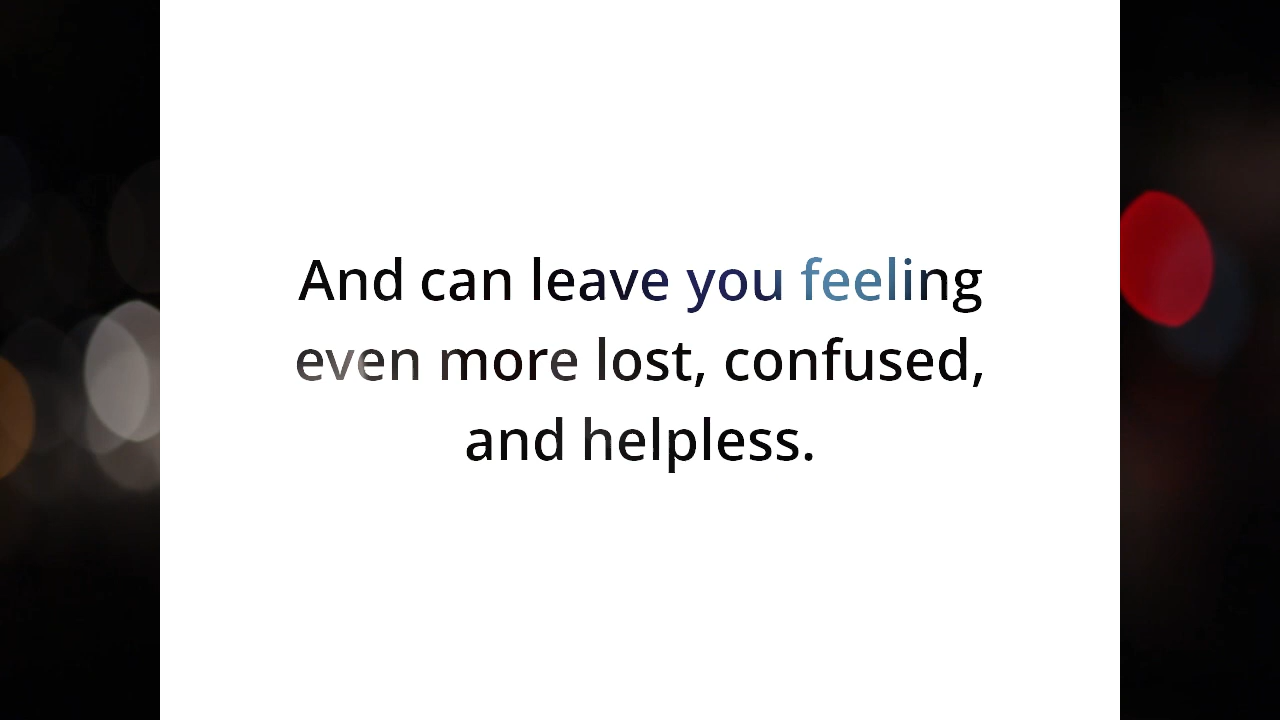 And can leave you feeling
even more lost, confused,
and helpless.